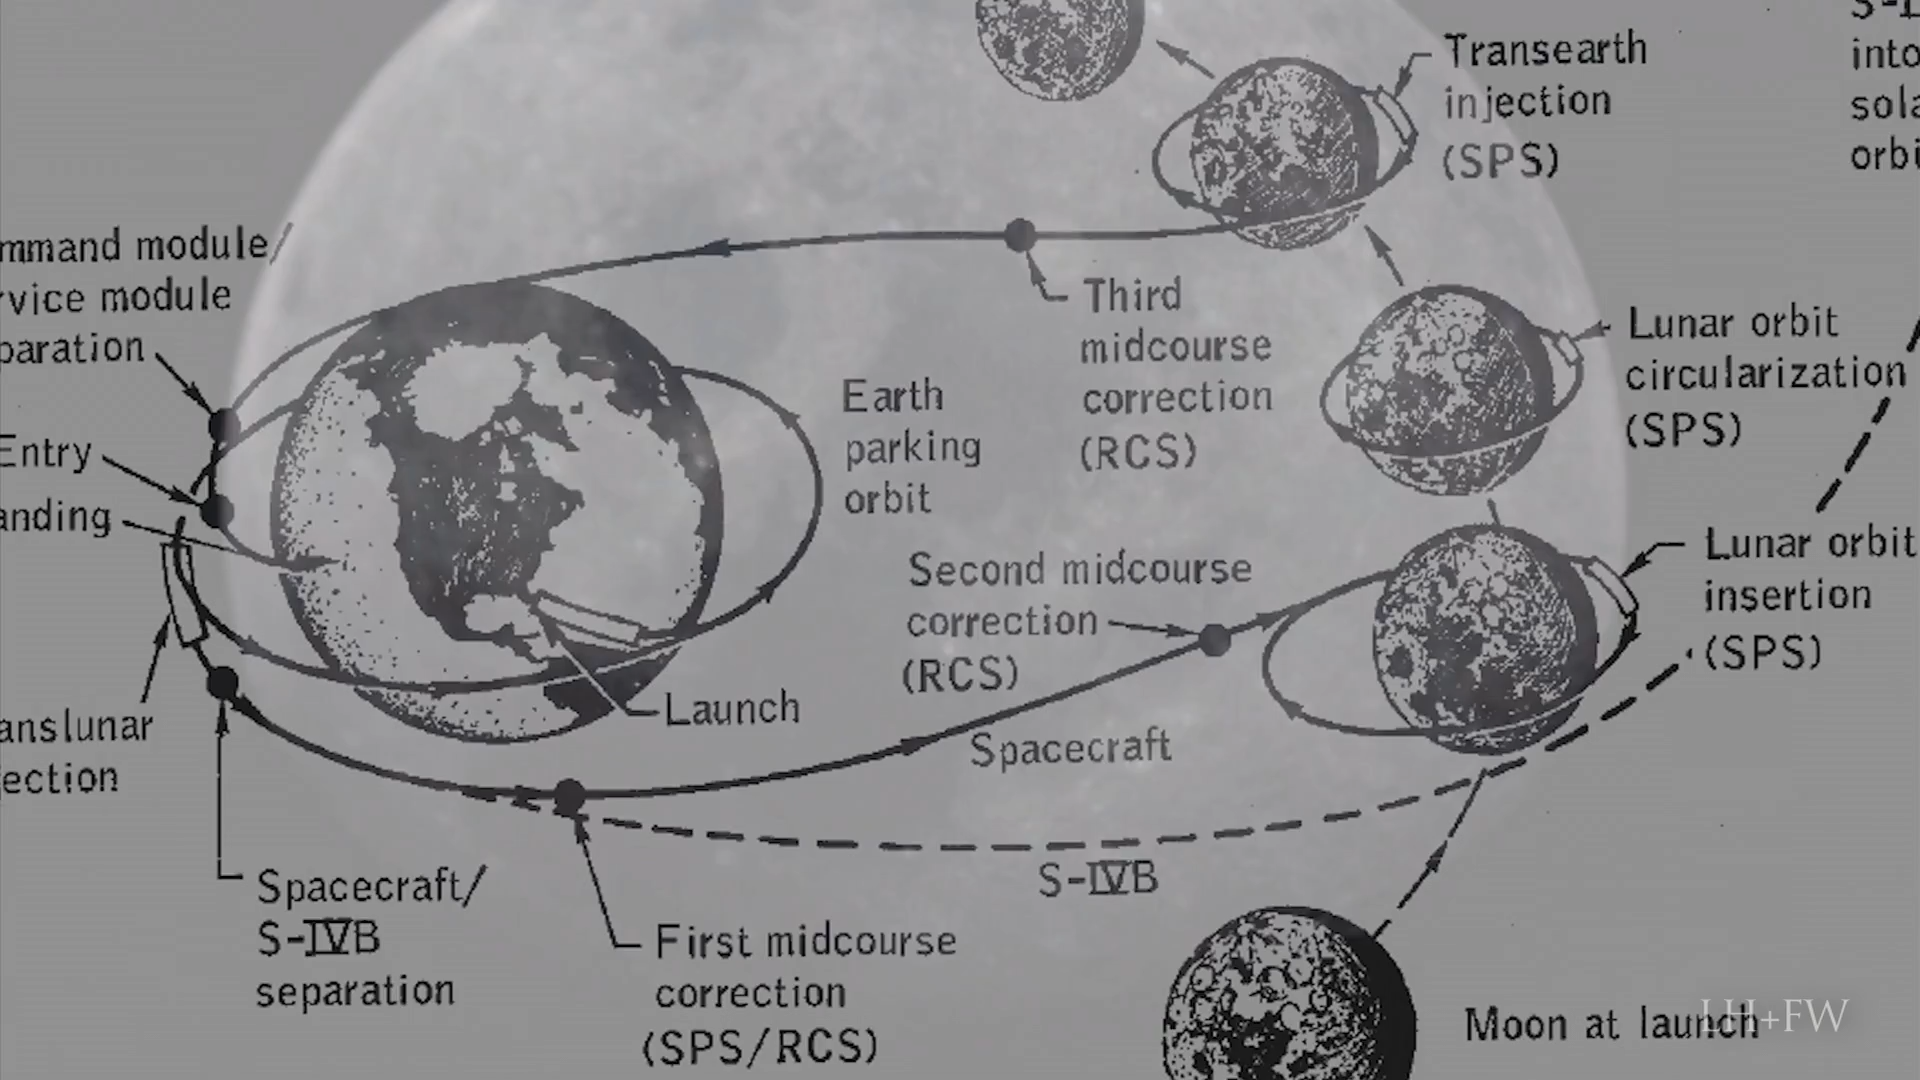 Transearth
injection
(SPS)
into
mmand module/
rvice module
paration
Entry
anding
Third
midcourse
correction
(RCS)
Lunar orbit
circularization
(SPS)
Earth
parking
orbit
Second midcourse
correction
(RCS)
Lunar orbit
insertion
(SPS)
Launch
Spacecraft
anslunar
ection
S-IVB
Spacecraft/
S-IVB
separation
First midcourse
correction
(SPS/RCS)
Moon at launch
LH+FW